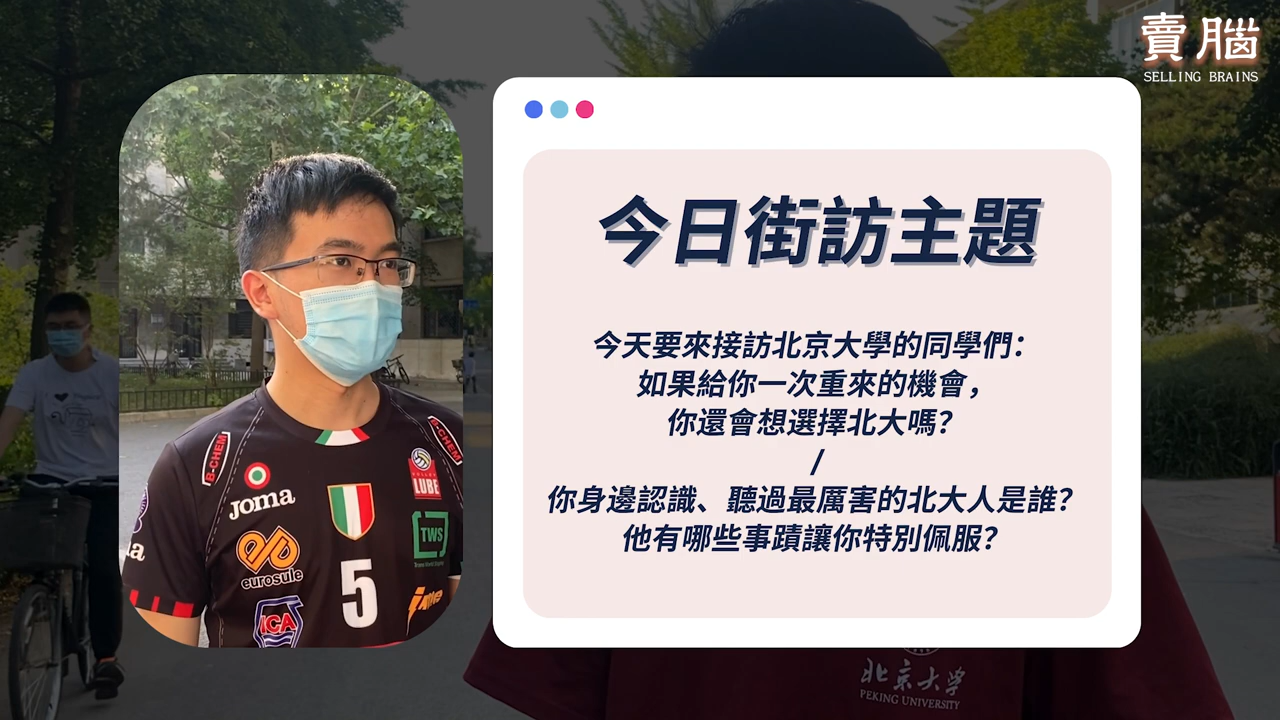 賣腦
SELLING BRAINS
今日街訪主題
今天要來接訪北京大學的同學們：
如果給你一次重來的機會，
你還會想選擇北大嗎？
/
你身邊認識、聽過最厲害的北大人是誰？
他有哪些事蹟讓你特別佩服？
B-CHEM
B-CHEM
Joma
LUBE
TWS
eurosuole
5
ICA
北京大学
PEKING UNIVERSITY